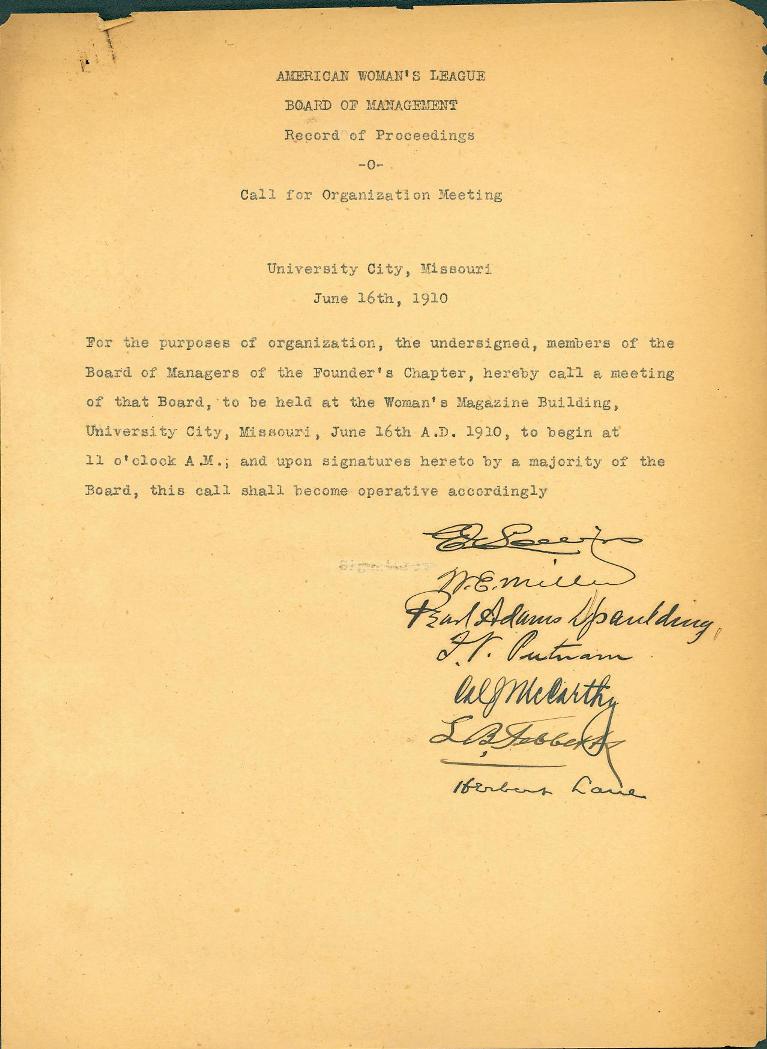 AMERICAN WOMAN'S LEAGUE
BOARD OF MANAGEMENT
Record of Proceedings
-O-
Call for Organization Meeting
University City, Missouri
June 16th, 1910
For the purposes of organization, the undersigned, members of the
Board of Managers of the Founder's Chapter, hereby call a meeting
of that Board, to be held at the Woman's Magazine Building,
University City, Missouri, June 16th A.D. 1910, to begin at
11 o'clock A.M.; and upon signatures hereto by a majority of the
Board, this call shall become operative accordingly
W.E. Miller
Pearl Adams Spaulding,
Putnam
Cal J McCarthy
L B Tebbetts
Herbert Lane